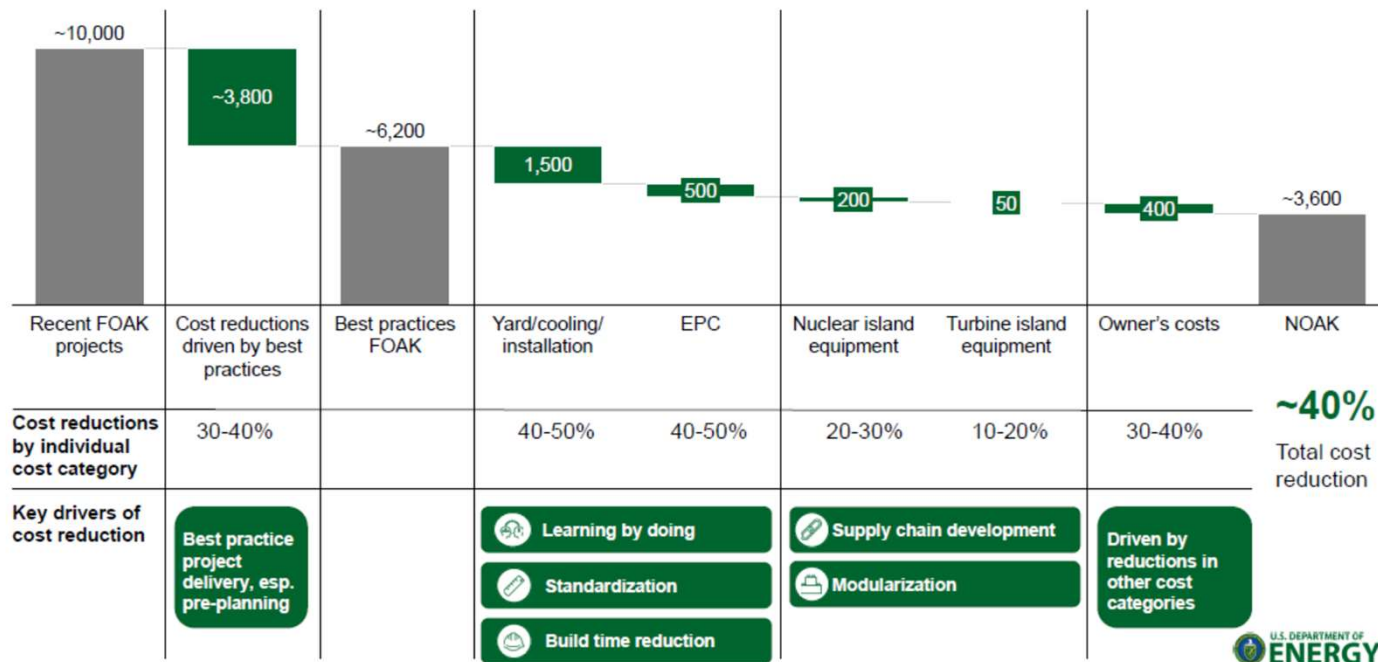 ~10,000
~3,800
~6,200
1,500
500
200
50
400
~3,600
Recent FOAK
projects
Cost reductions
driven by best
practices
Best practices
FOAK
Yard/cooling/
installation
EPC
Nuclear island
equipment
Turbine island
equipment
Owner's costs
NOAK
Cost reductions
by individual
cost category
30-40%
40-50%
40-50%
20-30%
10-20%
30-40%
~40%
Total cost
reduction
Key drivers of
cost reduction
Best practice
project
delivery, esp.
pre-planning
Learning by doing
Standardization
Build time reduction
Supply chain development
Modularization
Driven by
reductions in
other cost
categories
U.S. DEPARTMENT OF
ENERGY